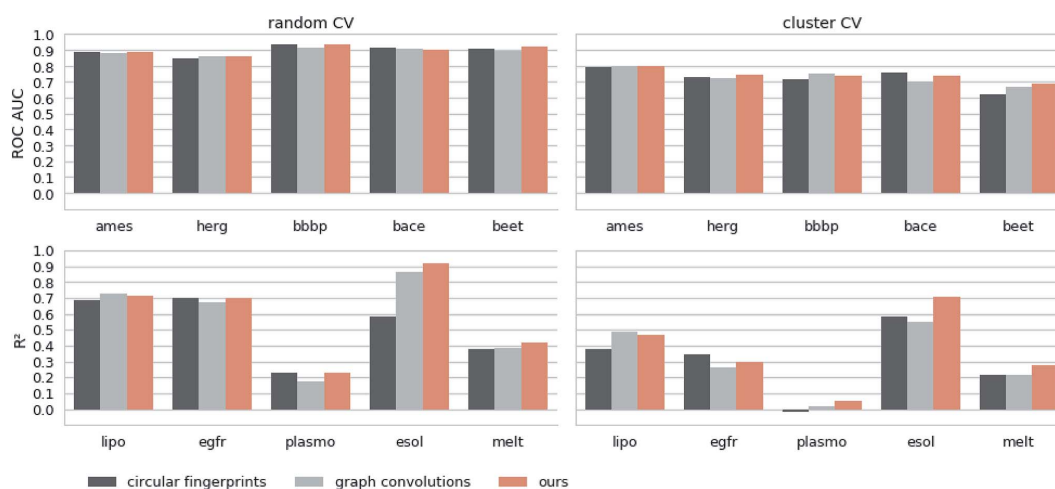 random CV
cluster CV
ROC AUC
1.0
0.9
0.8
0.7
0.6
0.5
0.4
0.3
0.2
0.1
0.0
ames herg bbbp bace beet
ames herg bbbp bace beet
R²
1.0
0.9
0.8
0.7
0.6
0.5
0.4
0.3
0.2
0.1
0.0
lipo egfr plasmo esol melt
lipo egfr plasmo esol melt
circular fingerprints graph convolutions ours